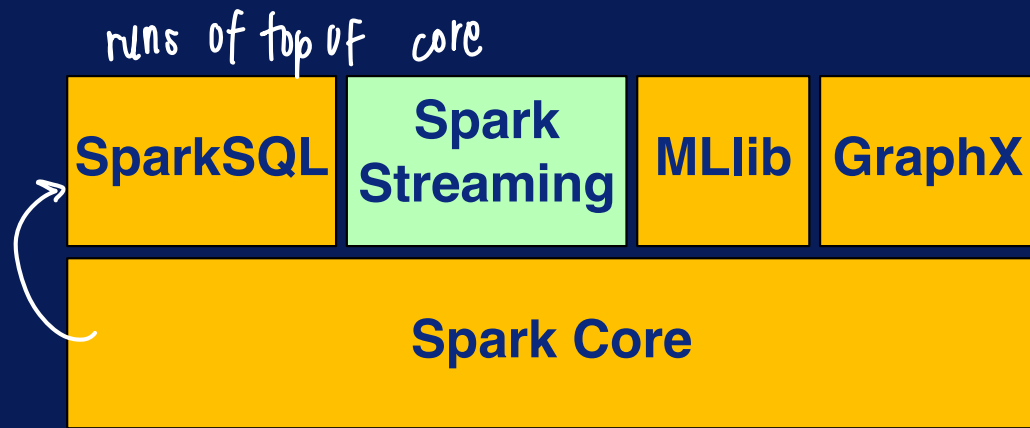 runs of top of core
SparkSQL
Spark
Streaming
MLlib
GraphX
Spark Core